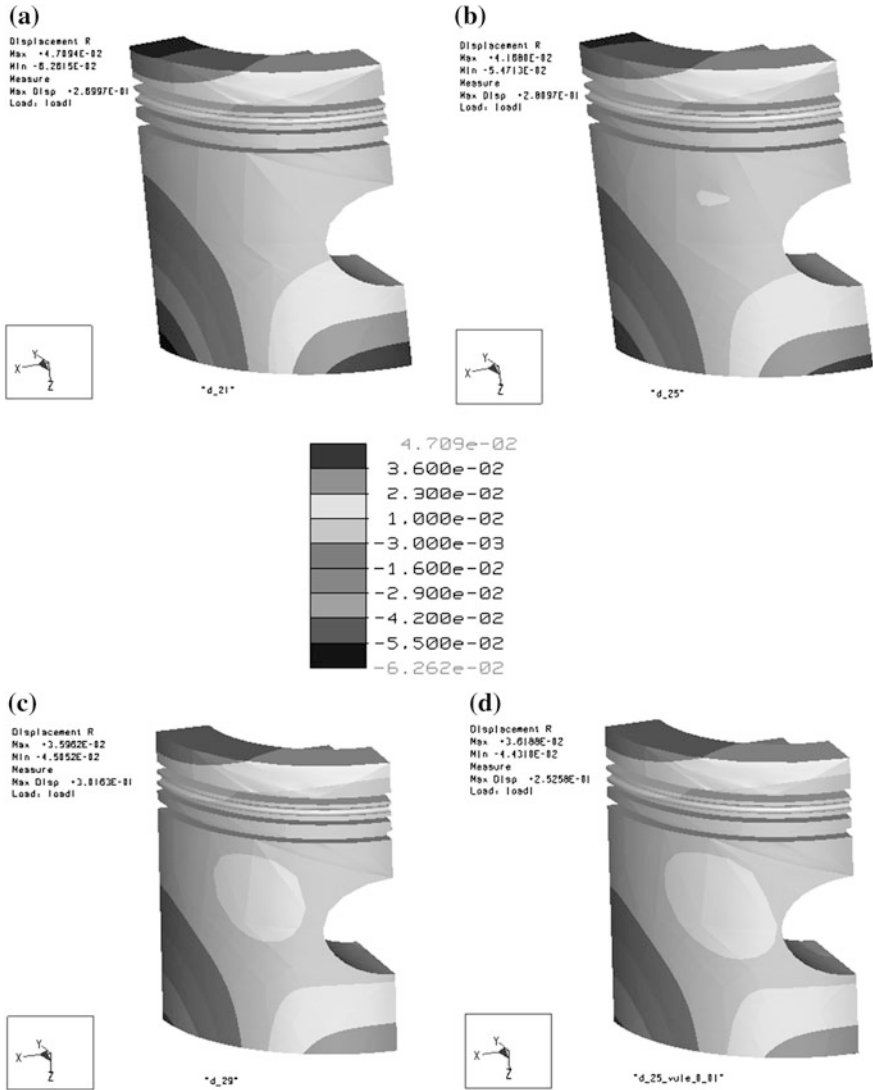 (a)
Displacement R
Max +4.7094E-02
Min -6.2615E-02
Measure
Max Disp +2.6997E-01
Load: load1
X
Y
Z
"d_21"
(b)
Displacement R
Max +4.1680E-02
Min -5.4713E-02
Measure
Max Disp +2.8097E-01
Load: load1
X
Y
Z
"d_25"
4.709e-02
3.600e-02
2.300e-02
1.000e-02
-3.000e-03
-1.600e-02
-2.900e-02
-4.200e-02
-5.500e-02
-6.262e-02
(c)
Displacement R
Max +3.5962E-02
Min -4.5052E-02
Measure
Max Disp +3.0163E-01
Load: load1
X
Y
Z
"d_29"
(d)
Displacement R
Max +3.6188E-02
Min -4.4310E-02
Measure
Max Disp +2.5258E-01
Load: load1
X
Y
Z
"d_25_vule_0_01"